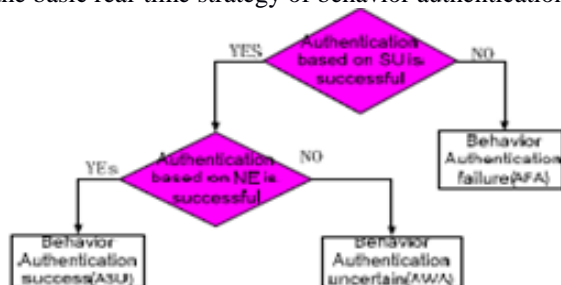 the basic real time strategy of behavior authentication
Authentication
based on SU is
successful
YES
NO
Behavior
Authentication
failure(AFA)
Authentication
based on NE is
successful
YEs
NO
Behavior
Authentication
success(ASU)
Behavior
Authentication
uncertain(AWA)